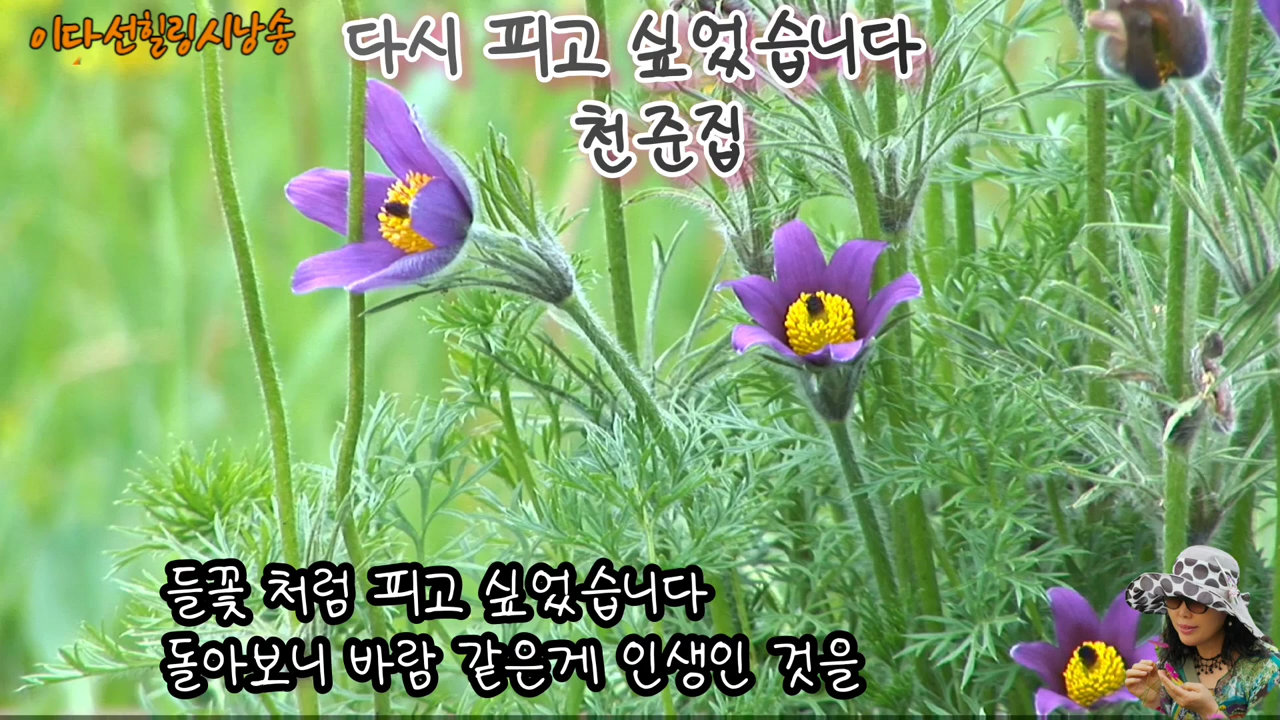 이다선힐링시낭송
다시 피고 싶었습니다
천준집
들꽃 처럼 피고 싶었습니다
돌아보니 바람 같은게 인생인 것을